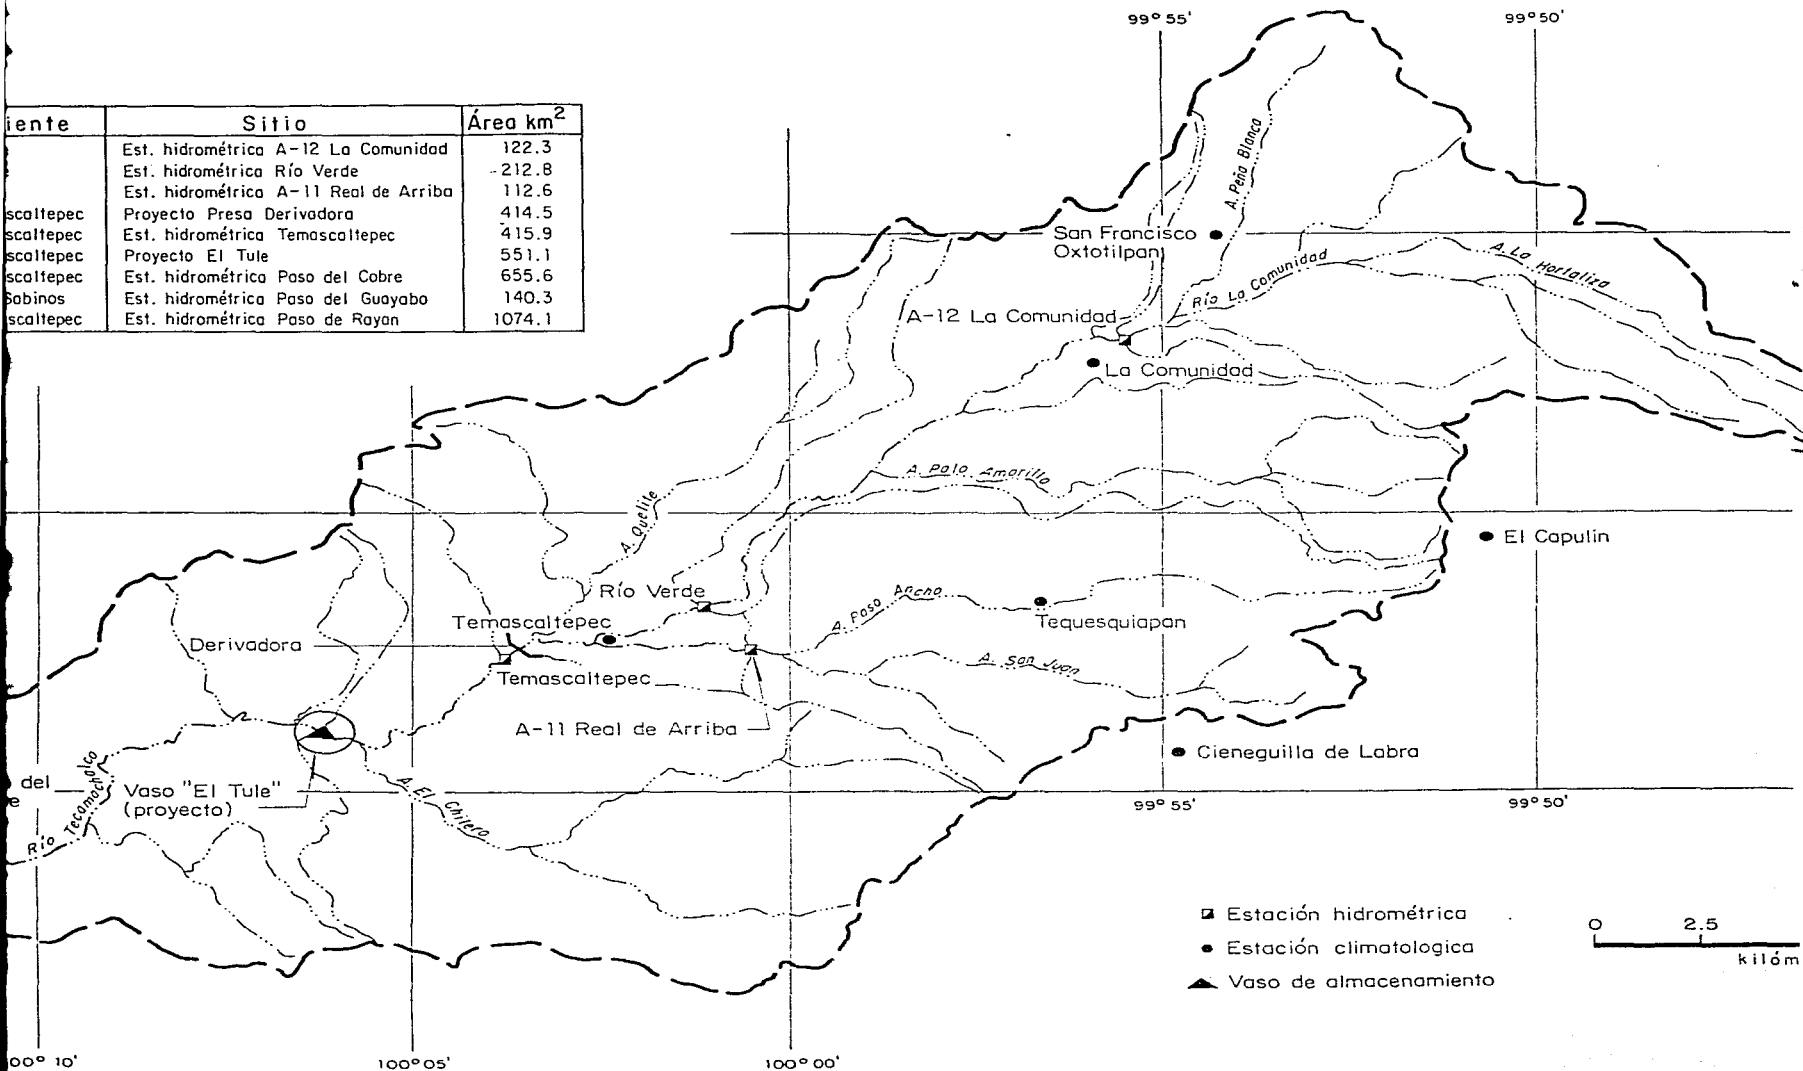 99° 55'
99° 50'
iente Sitio Área km²
Est. hidrométrica A-12 La Comunidad 122.3
Est. hidrométrica Río Verde 212.8
Est. hidrométrica A-11 Real de Arriba 112.6
scaltepec Proyecto Presa Derivadora 414.5
scaltepec Est. hidrométrica Temascaltepec 415.9
scaltepec Proyecto El Tule 551.1
scaltepec Est. hidrométrica Paso del Cobre 655.6
Sabinos Est. hidrométrica Paso del Guayabo 140.3
scaltepec Est. hidrométrica Paso de Rayan 1074.1
A. Peña Blanca
San Francisco
Oxtotilpan
A. La Hortaliza
Río La Comunidad
A-12 La Comunidad
La Comunidad
A. Palo Amarillo
A. Quelite
El Capulin
Río Verde
A. Paso Ancho
Temascaltepec
Tequesquiapan
Derivadora
A. San Juan
Temascaltepec
A-11 Real de Arriba
Cieneguilla de Labra
del
e
Vaso "El Tule"
(proyecto)
A. El Chilero
Río Tecamachalco
99° 55'
99° 50'
Estación hidrométrica
Estación climatologica
Vaso de almacenamiento
0 2.5
kilóm
00° 10'
100° 05'
100° 00'